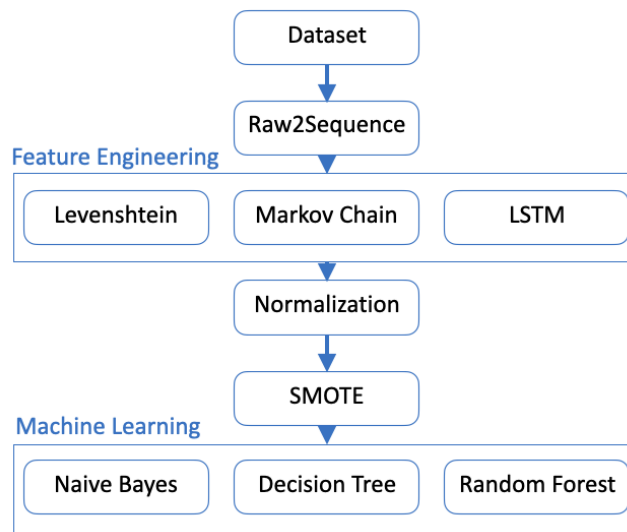 Dataset
Raw2Sequence
Feature Engineering
Levenshtein
Markov Chain
LSTM
Normalization
SMOTE
Machine Learning
Naive Bayes
Decision Tree
Random Forest